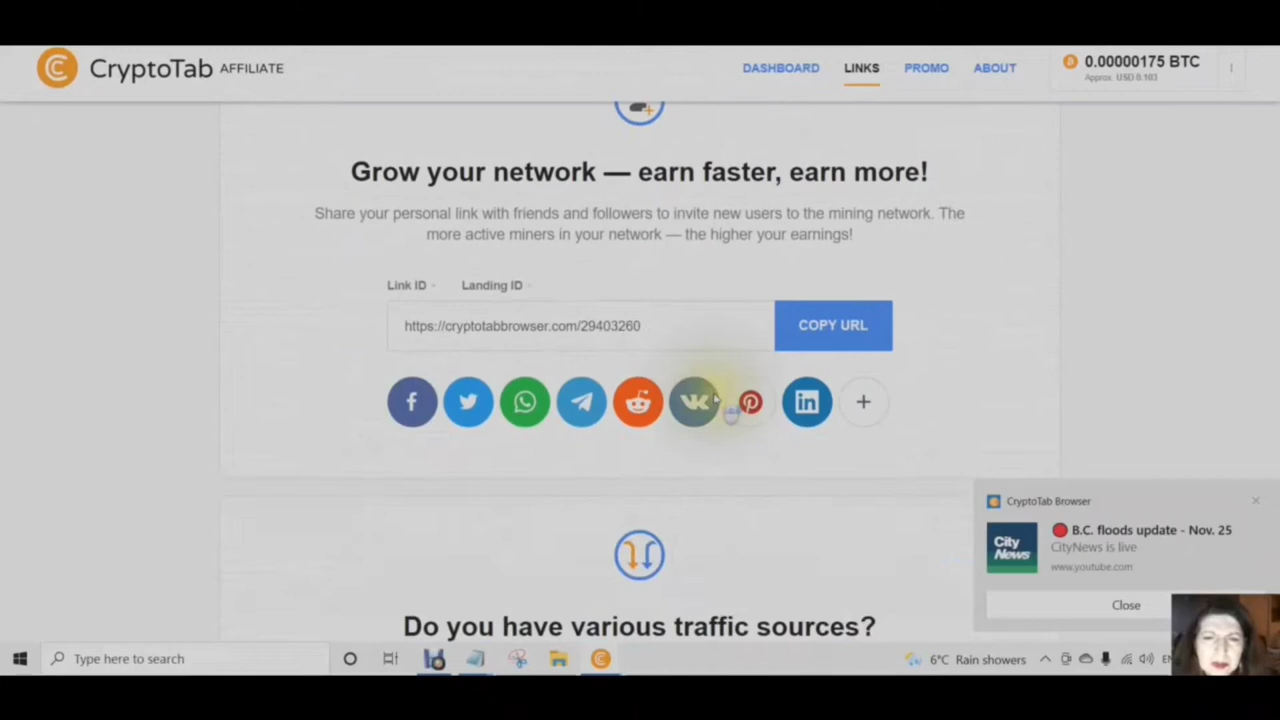 CryptoTab AFFILIATE
DASHBOARD
LINKS
PROMO
ABOUT
0.00000175 BTC
Approx. USD 0.103
Grow your network — earn faster, earn more!
Share your personal link with friends and followers to invite new users to the mining network. The
more active miners in your network — the higher your earnings!
Link ID
Landing ID
https://cryptotabbrowser.com/29403260
COPY URL
CryptoTab Browser
B.C. floods update - Nov. 25
CityNews is live
www.youtube.com
City
News
Close
Do you have various traffic sources?
Type here to search
6°C Rain showers